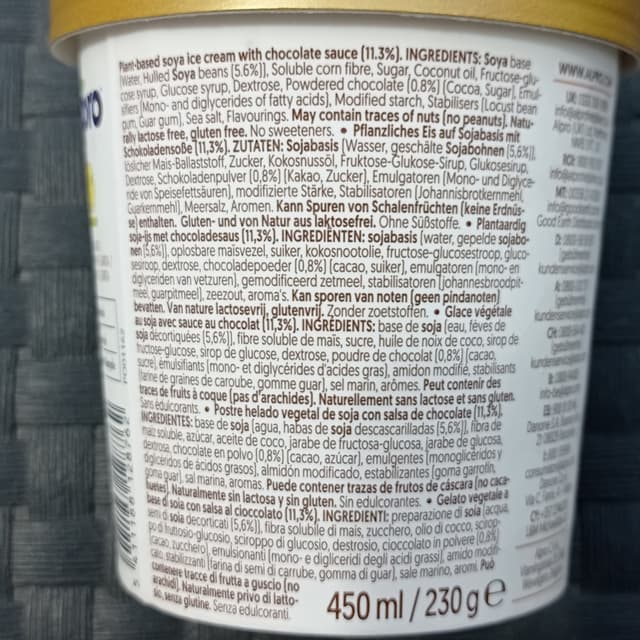 Plant-based soya ice cream with chocolate sauce (11.3%). INGREDIENTS: Soya base
[Water, Hulled Soya beans (5.6%)], Soluble corn fibre, Sugar, Coconut oil, Fructose-glu-
cose syrup, Glucose syrup, Dextrose, Powdered chocolate (0.8%) [Cocoa, Sugar], Emul-
sifiers (Mono- and diglycerides of fatty acids), Modified starch, Stabilisers (Locust bean
gum, Guar gum), Sea salt, Flavourings. May contain traces of nuts (no peanuts). Natu-
rally lactose free, gluten free. No sweeteners. • Pflanzliches Eis auf Sojabasis mit
Schokoladensoße (11,3%). ZUTATEN: Sojabasis [Wasser, geschälte Sojabohnen (5,6%)],
löslicher Mais-Ballaststoff, Zucker, Kokosnussöl, Fruktose-Glukose-Sirup, Glukosesirup,
Dextrose, Schokoladenpulver (0,8%) [Kakao, Zucker], Emulgatoren (Mono- und Diglyce-
ride von Speisefettsäuren), modifizierte Stärke, Stabilisatoren (Johannisbrotkernmehl,
Guarkernmehl), Meersalz, Aromen. Kann Spuren von Schalenfrüchten (keine Erdnüs-
se) enthalten. Gluten- und von Natur aus laktosefrei. Ohne Süßstoffe. • Plantaardig
soja-ijs met chocoladesaus (11,3%). INGREDIËNTEN: sojabasis [water, gepelde sojabo-
nen (5,6%)], oplosbare maïsvezel, suiker, kokosnootolie, fructose-glucosestroop, gluco-
sestroop, dextrose, chocoladepoeder (0,8%) [cacao, suiker], emulgatoren (mono- en
diglyceriden van vetzuren), gemodificeerd zetmeel, stabilisatoren (johannesbroodpit-
meel, guarpitmeel), zeezout, aroma's. Kan sporen van noten (geen pindanoten)
bevatten. Van nature lactosevrij, glutenvrij. Zonder zoetstoffen. • Glace végétale
au soja avec sauce au chocolat (11,3%). INGRÉDIENTS: base de soja [eau, fèves de
soja décortiquées (5,6%)], fibre soluble de maïs, sucre, huile de noix de coco, sirop de
fructose-glucose, sirop de glucose, dextrose, poudre de chocolat (0,8%) [cacao,
sucre], émulsifiants (mono- et diglycérides d'acides gras), amidon modifié, stabilisants
(farine de graines de caroube, gomme guar), sel marin, arômes. Peut contenir des
traces de fruits à coque (pas d'arachides). Naturellement sans lactose et sans gluten.
Sans édulcorants. • Postre helado vegetal de soja con salsa de chocolate (11,3%).
INGREDIENTES: base de soja [agua, habas de soja descascarilladas (5,6%)], fibra de
maíz soluble, azúcar, aceite de coco, jarabe de fructosa-glucosa, jarabe de glucosa,
dextrosa, chocolate en polvo (0,8%) [cacao, azúcar], emulgentes (monoglicéridos y
diglicéridos de ácidos grasos), almidón modificado, estabilizantes (goma garrofín,
goma guar), sal marina, aromas. Puede contener trazas de frutos de cáscara (no caca-
huetes). Naturalmente sin lactosa y sin gluten. Sin edulcorantes. • Gelato vegetale a
base di soia con salsa al cioccolato (11,3%). INGREDIENTI: preparazione di soia [acqua,
semi di soia decorticati (5,6%)], fibra solubile di mais, zucchero, olio di cocco, scirop-
po di fruttosio-glucosio, sciroppo di glucosio, destrosio, cioccolato in polvere (0,8%)
[cacao, zucchero], emulsionanti (mono- e digliceridi degli acidi grassi), amido modifi-
cato, stabilizzanti (farina di semi di carrube, gomma di guar), sale marino, aromi. Può
contenere tracce di frutta a guscio (no
arachidi). Naturalmente privo di latto-
sio, senza glutine. Senza edulcoranti.
450 ml / 230 g e
WWW.ALPRO.